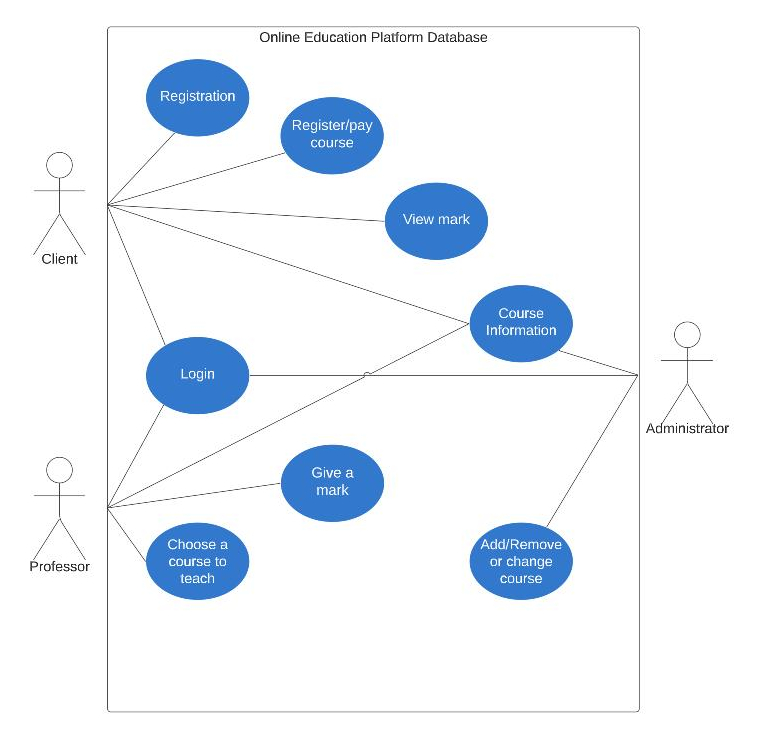 Online Education Platform Database
Registration
Register/pay
course
View mark
Client
Course
Information
Login
Administrator
Give a
mark
Professor
Choose a
course to
teach
Add/Remove
or change
course